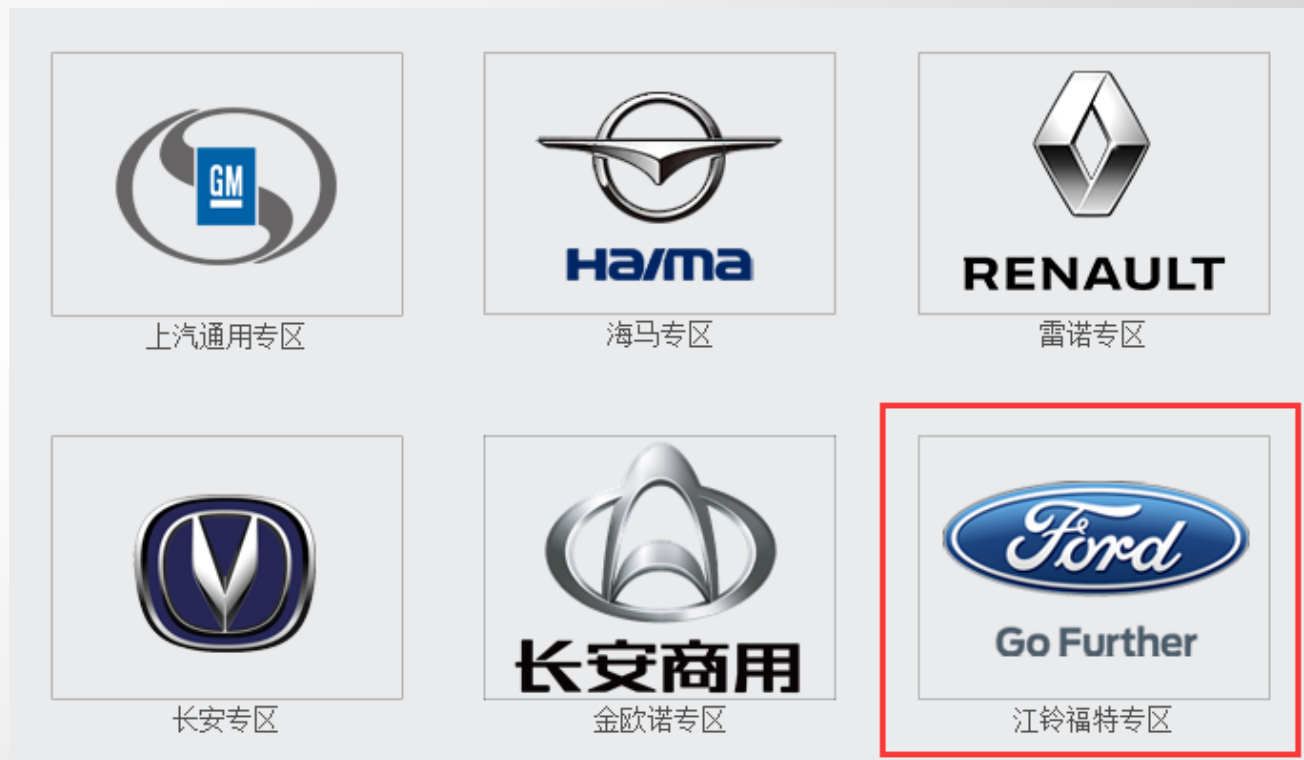 GM
HAIMA
RENAULT
上汽通用专区
海马专区
雷诺专区
Ford
Go Further
长安商用
长安专区
金欧诺专区
江铃福特专区